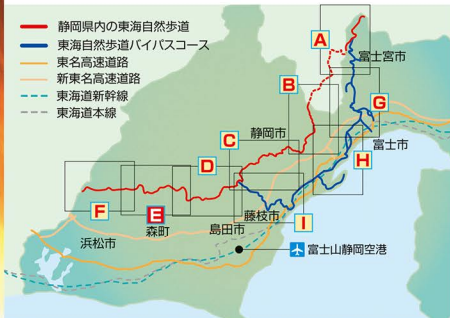 静岡県内の東海自然歩道
東海自然歩道バイパスコース
東名高速道路
新東名高速道路
東海道新幹線
東海道本線
A
富士宮市
B
G
静岡市
富士市
C
D
H
F
E
森町
藤枝市
I
島田市
浜松市
富士山静岡空港